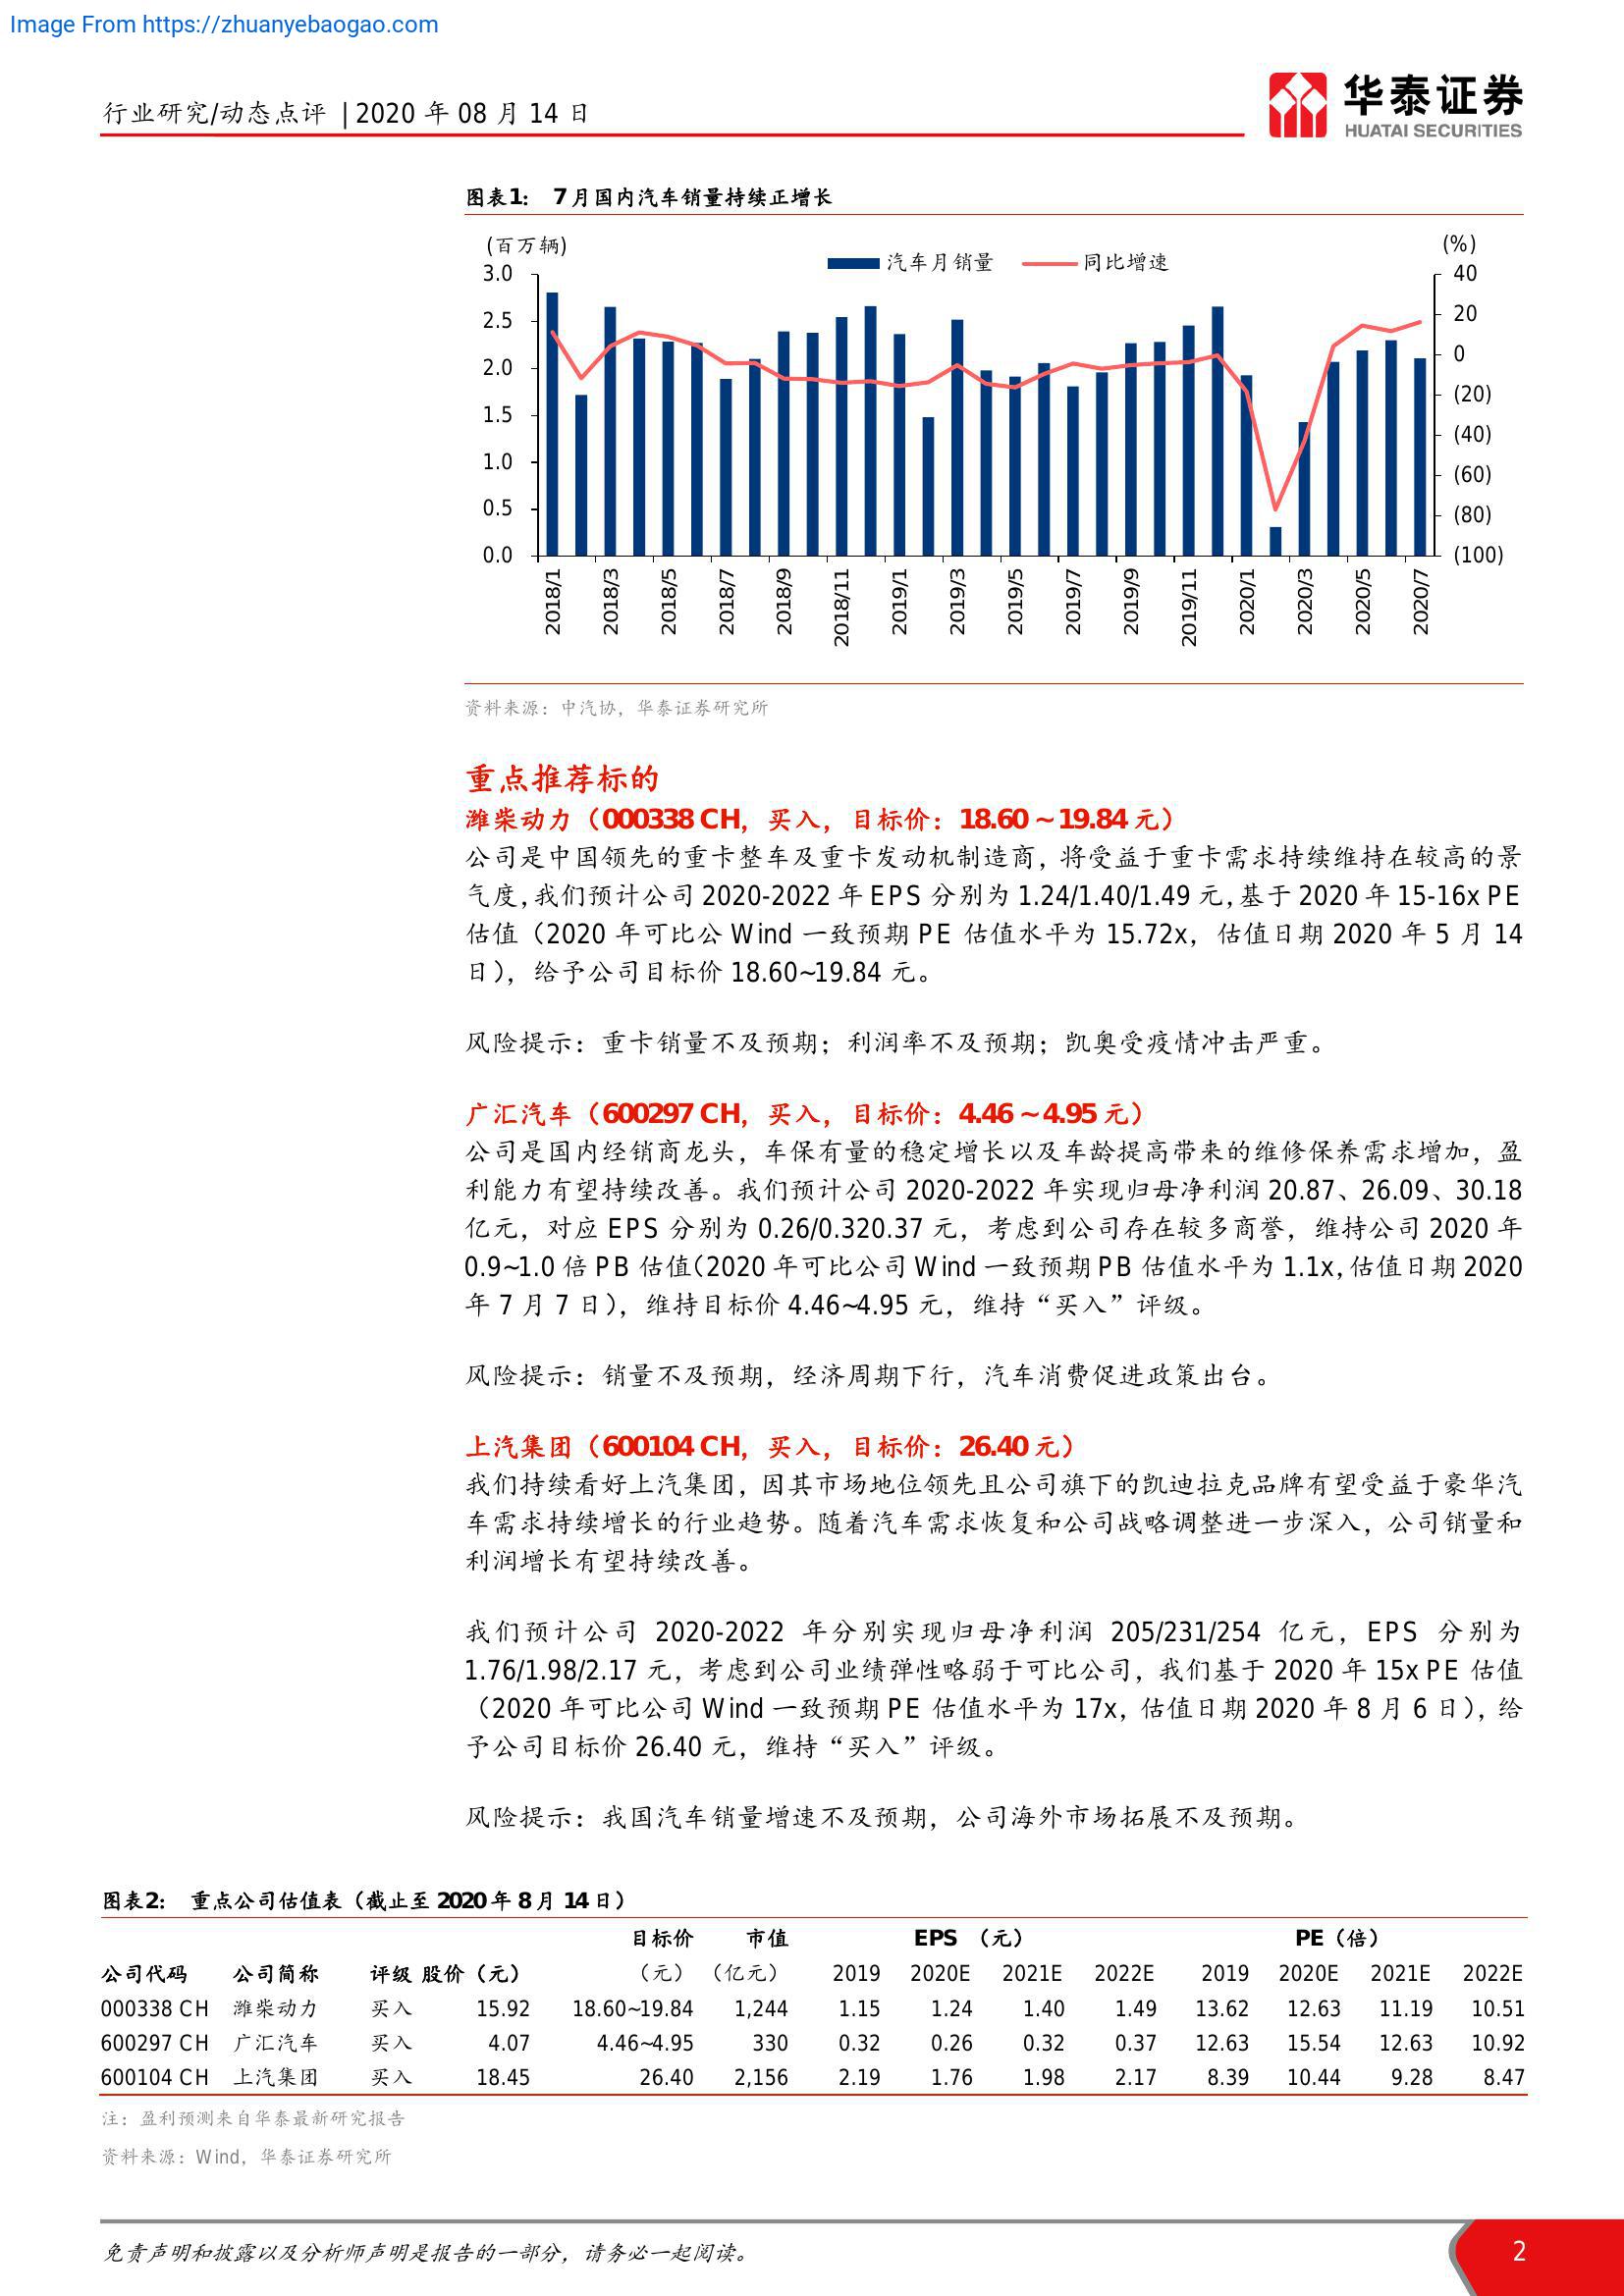 Image From https://zhuanyebaogao.com
行业研究/动态点评 | 2020 年 08 月 14 日
华泰证券
HUATAI SECURITIES
图表1: 7 月国内汽车销量持续正增长
(百万辆)
(%)
汽车月销量 同比增速
3.0
2.5
2.0
1.5
1.0
0.5
0.0
40
20
0
(20)
(40)
(60)
(80)
(100)
2018/1 2018/3 2018/5 2018/7 2018/9 2018/11 2019/1 2019/3 2019/5 2019/7 2019/9 2019/11 2020/1 2020/3 2020/5 2020/7
资料来源：中汽协，华泰证券研究所
重点推荐标的
潍柴动力（000338 CH，买入，目标价：18.60 ~ 19.84 元）
公司是中国领先的重卡整车及重卡发动机制造商，将受益于重卡需求持续维持在较高的景
气度，我们预计公司 2020-2022 年 EPS 分别为 1.24/1.40/1.49 元，基于 2020 年 15-16x PE
估值（2020 年可比公 Wind 一致预期 PE 估值水平为 15.72x，估值日期 2020 年 5 月 14
日），给予公司目标价 18.60~19.84 元。
风险提示：重卡销量不及预期；利润率不及预期；凯奥受疫情冲击严重。
广汇汽车（600297 CH，买入，目标价：4.46 ~ 4.95 元）
公司是国内经销商龙头，车保有量的稳定增长以及车龄提高带来的维修保养需求增加，盈
利能力有望持续改善。我们预计公司 2020-2022 年实现归母净利润 20.87、26.09、30.18
亿元，对应 EPS 分别为 0.26/0.320.37 元，考虑到公司存在较多商誉，维持公司 2020 年
0.9~1.0 倍 PB 估值（2020 年可比公司 Wind 一致预期 PB 估值水平为 1.1x，估值日期 2020
年 7 月 7 日），维持目标价 4.46~4.95 元，维持“买入”评级。
风险提示：销量不及预期，经济周期下行，汽车消费促进政策出台。
上汽集团（600104 CH，买入，目标价：26.40 元）
我们持续看好上汽集团，因其市场地位领先且公司旗下的凯迪拉克品牌有望受益于豪华汽
车需求持续增长的行业趋势。随着汽车需求恢复和公司战略调整进一步深入，公司销量和
利润增长有望持续改善。
我们预计公司 2020-2022 年分别实现归母净利润 205/231/254 亿元，EPS 分别为
1.76/1.98/2.17 元，考虑到公司业绩弹性略弱于可比公司，我们基于 2020 年 15x PE 估值
（2020 年可比公司 Wind 一致预期 PE 估值水平为 17x，估值日期 2020 年 8 月 6 日），给
予公司目标价 26.40 元，维持“买入”评级。
风险提示：我国汽车销量增速不及预期，公司海外市场拓展不及预期。
图表2: 重点公司估值表（截止至 2020 年 8 月 14 日）
目标价 市值 EPS （元） PE（倍）
公司代码 公司简称 评级 股价（元） （元） （亿元） 2019 2020E 2021E 2022E 2019 2020E 2021E 2022E
000338 CH 潍柴动力 买入 15.92 18.60~19.84 1,244 1.15 1.24 1.40 1.49 13.62 12.63 11.19 10.51
600297 CH 广汇汽车 买入 4.07 4.46~4.95 330 0.32 0.26 0.32 0.37 12.63 15.54 12.63 10.92
600104 CH 上汽集团 买入 18.45 26.40 2,156 2.19 1.76 1.98 2.17 8.39 10.44 9.28 8.47
注：盈利预测来自华泰最新研究报告
资料来源：Wind，华泰证券研究所
免责声明和披露以及分析师声明是报告的一部分，请务必一起阅读。
2